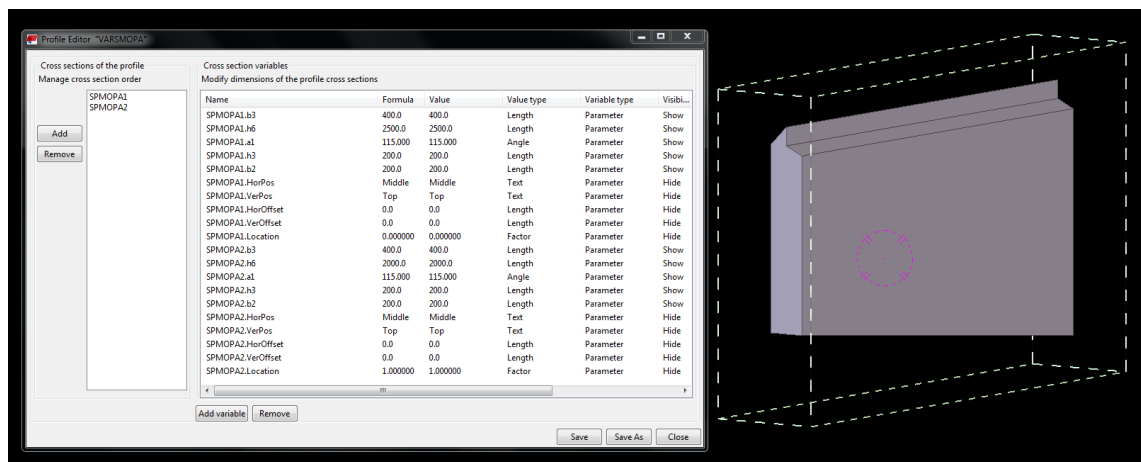 Profile Editor "VARSMOPA"
Cross sections of the profile
Manage cross section order
SPMOPA1
SPMOPA2
Add
Remove
Cross section variables
Modify dimensions of the profile cross sections
Name Formula Value Value type Variable type Visibi...
SPMOPA1.b3 400.0 400.0 Length Parameter Show
SPMOPA1.h6 2500.0 2500.0 Length Parameter Show
SPMOPA1.a1 115.000 115.000 Angle Parameter Show
SPMOPA1.h3 200.0 200.0 Length Parameter Show
SPMOPA1.b2 200.0 200.0 Length Parameter Show
SPMOPA1.HorPos Middle Middle Text Parameter Hide
SPMOPA1.VerPos Top Top Text Parameter Hide
SPMOPA1.HorOffset 0.0 0.0 Length Parameter Hide
SPMOPA1.VerOffset 0.0 0.0 Length Parameter Hide
SPMOPA1.Location 0.000000 0.000000 Factor Parameter Hide
SPMOPA2.b3 400.0 400.0 Length Parameter Show
SPMOPA2.h6 2000.0 2000.0 Length Parameter Show
SPMOPA2.a1 115.000 115.000 Angle Parameter Show
SPMOPA2.h3 200.0 200.0 Length Parameter Show
SPMOPA2.b2 200.0 200.0 Length Parameter Show
SPMOPA2.HorPos Middle Middle Text Parameter Hide
SPMOPA2.VerPos Top Top Text Parameter Hide
SPMOPA2.HorOffset 0.0 0.0 Length Parameter Hide
SPMOPA2.VerOffset 0.0 0.0 Length Parameter Hide
SPMOPA2.Location 1.000000 1.000000 Factor Parameter Hide
Add variable Remove
Save Save As Close